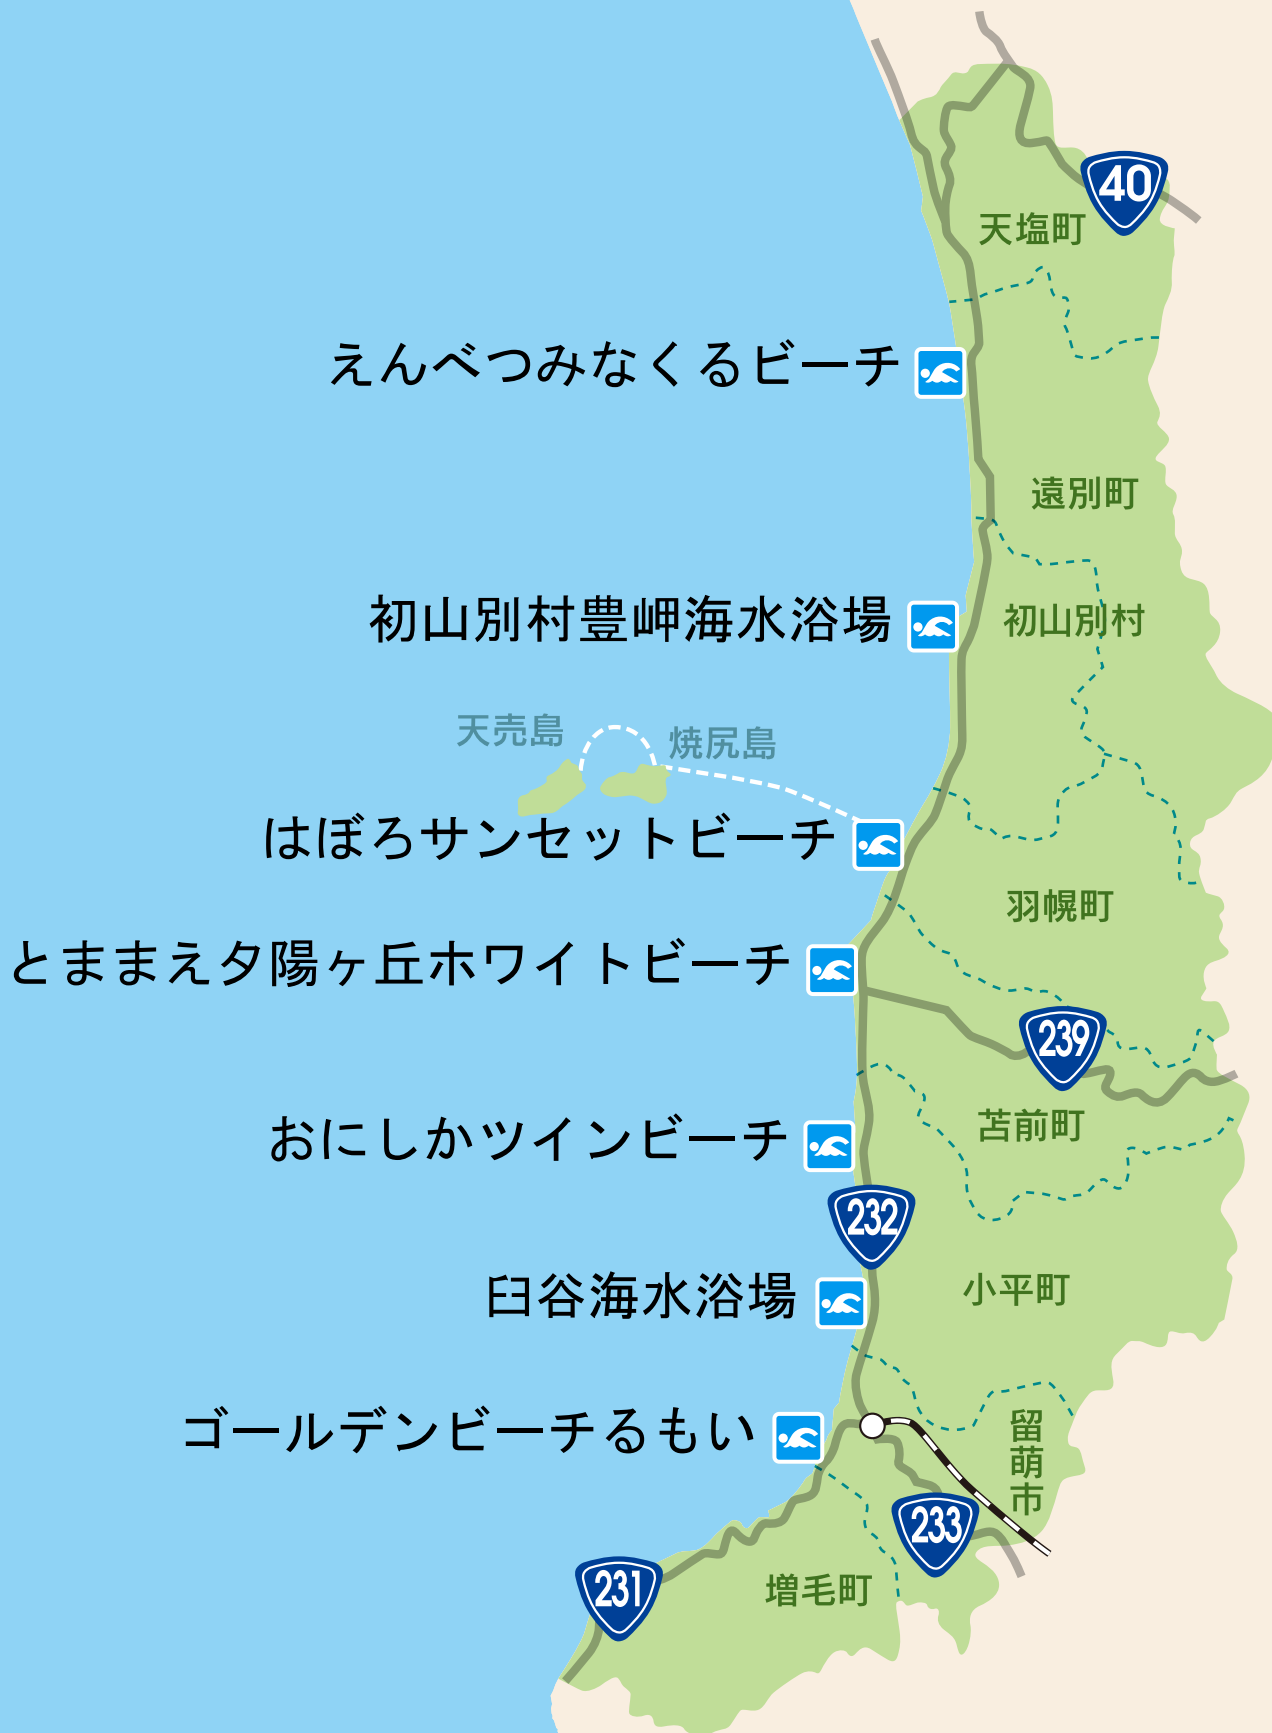 40
天塩町
えんべつみなくるビーチ
遠別町
初山別村豊岬海水浴場
初山別村
天売島
焼尻島
はぼろサンセットビーチ
羽幌町
とままえ夕陽ヶ丘ホワイトビーチ
239
苫前町
おにしかツインビーチ
232
小平町
臼谷海水浴場
ゴールデンビーチるもい
留萌市
233
231
増毛町